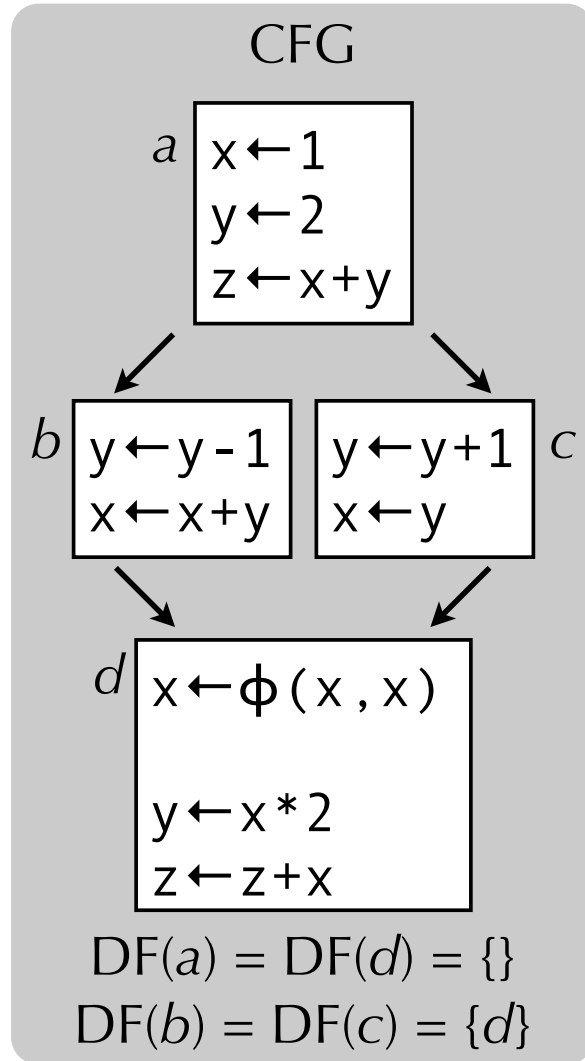 CFG
a
x←1
y←2
z←x+y
b
y←y-1
x←x+y
y←y+1
x←y
c
d
x←ϕ(x,x)
y←x*2
z←z+x
DF(a) = DF(d) = {}
DF(b) = DF(c) = {d}